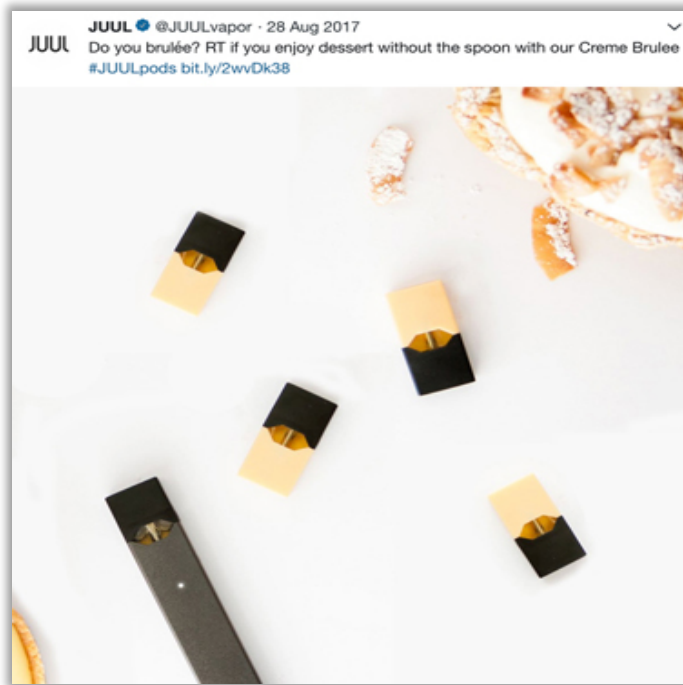 JUUL
JUUL @JUULvapor · 28 Aug 2017
Do you brulée? RT if you enjoy dessert without the spoon with our Creme Brulee
#JUULpods bit.ly/2wvDk38